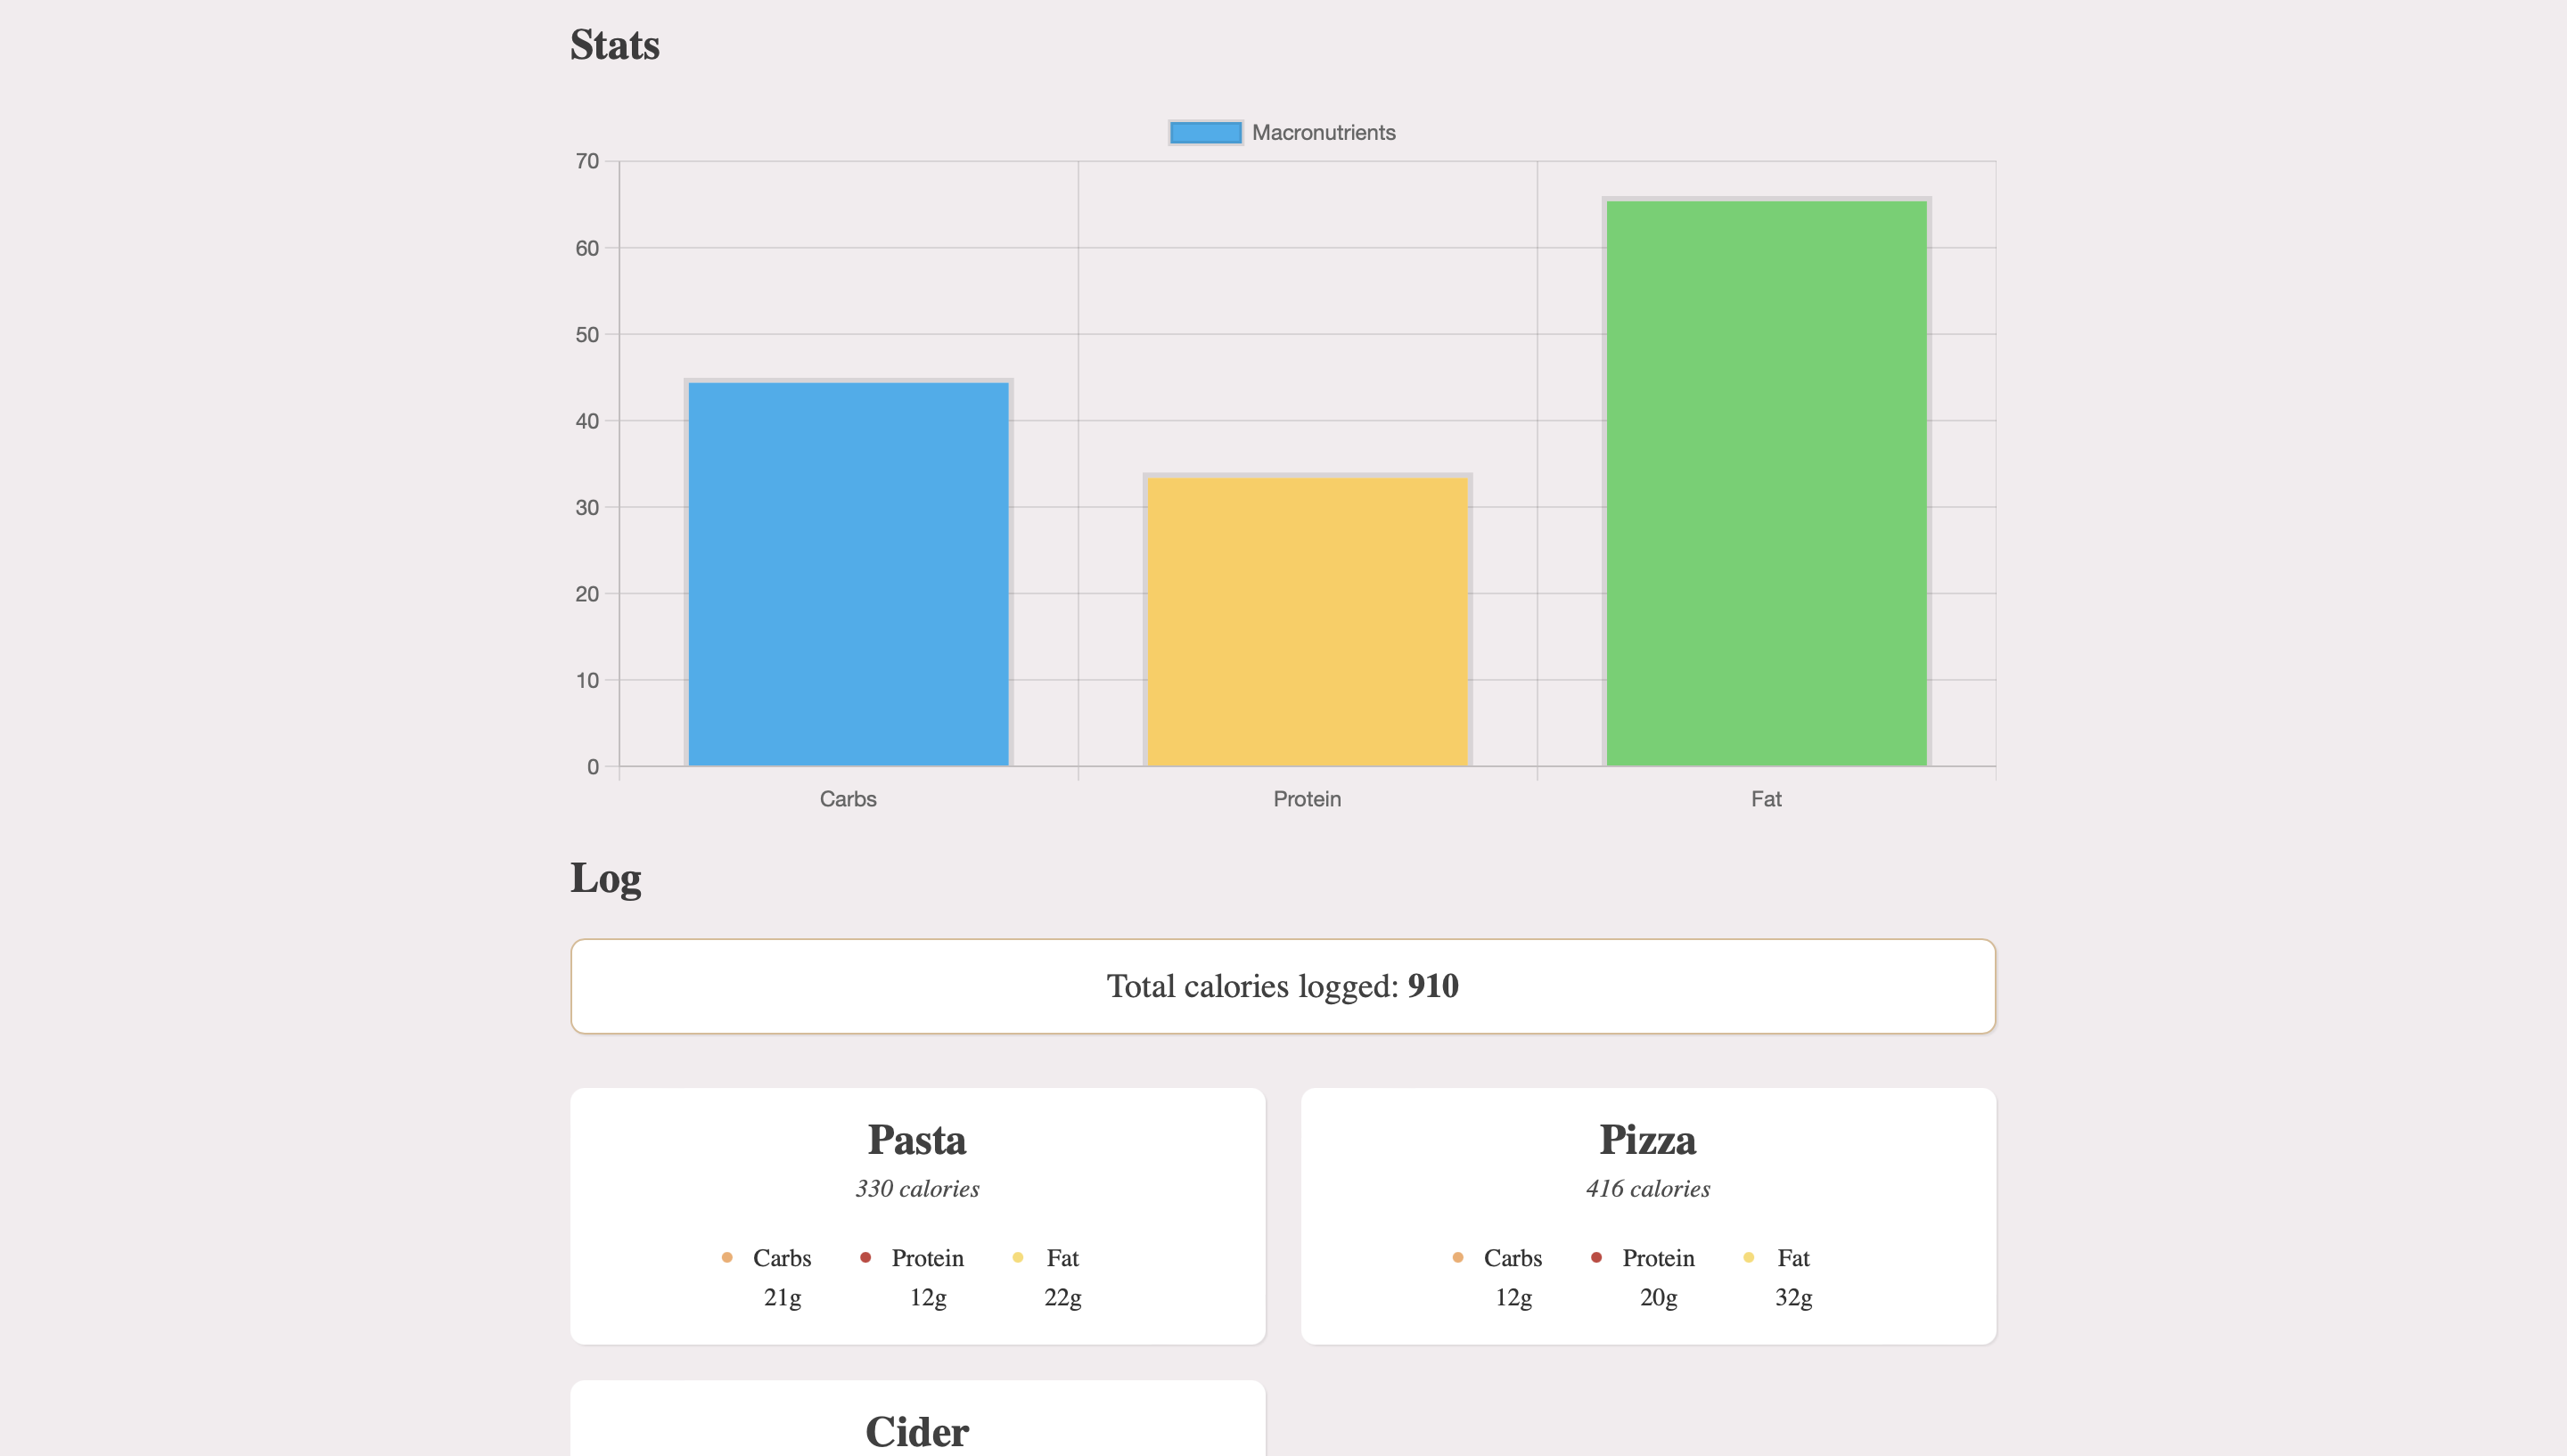 Stats
Macronutrients
70
60
50
40
30
20
10
0
Carbs Protein Fat
Log
Total calories logged: 910
Pasta
330 calories
Carbs Protein Fat
21g 12g 22g
Pizza
416 calories
Carbs Protein Fat
12g 20g 32g
Cider